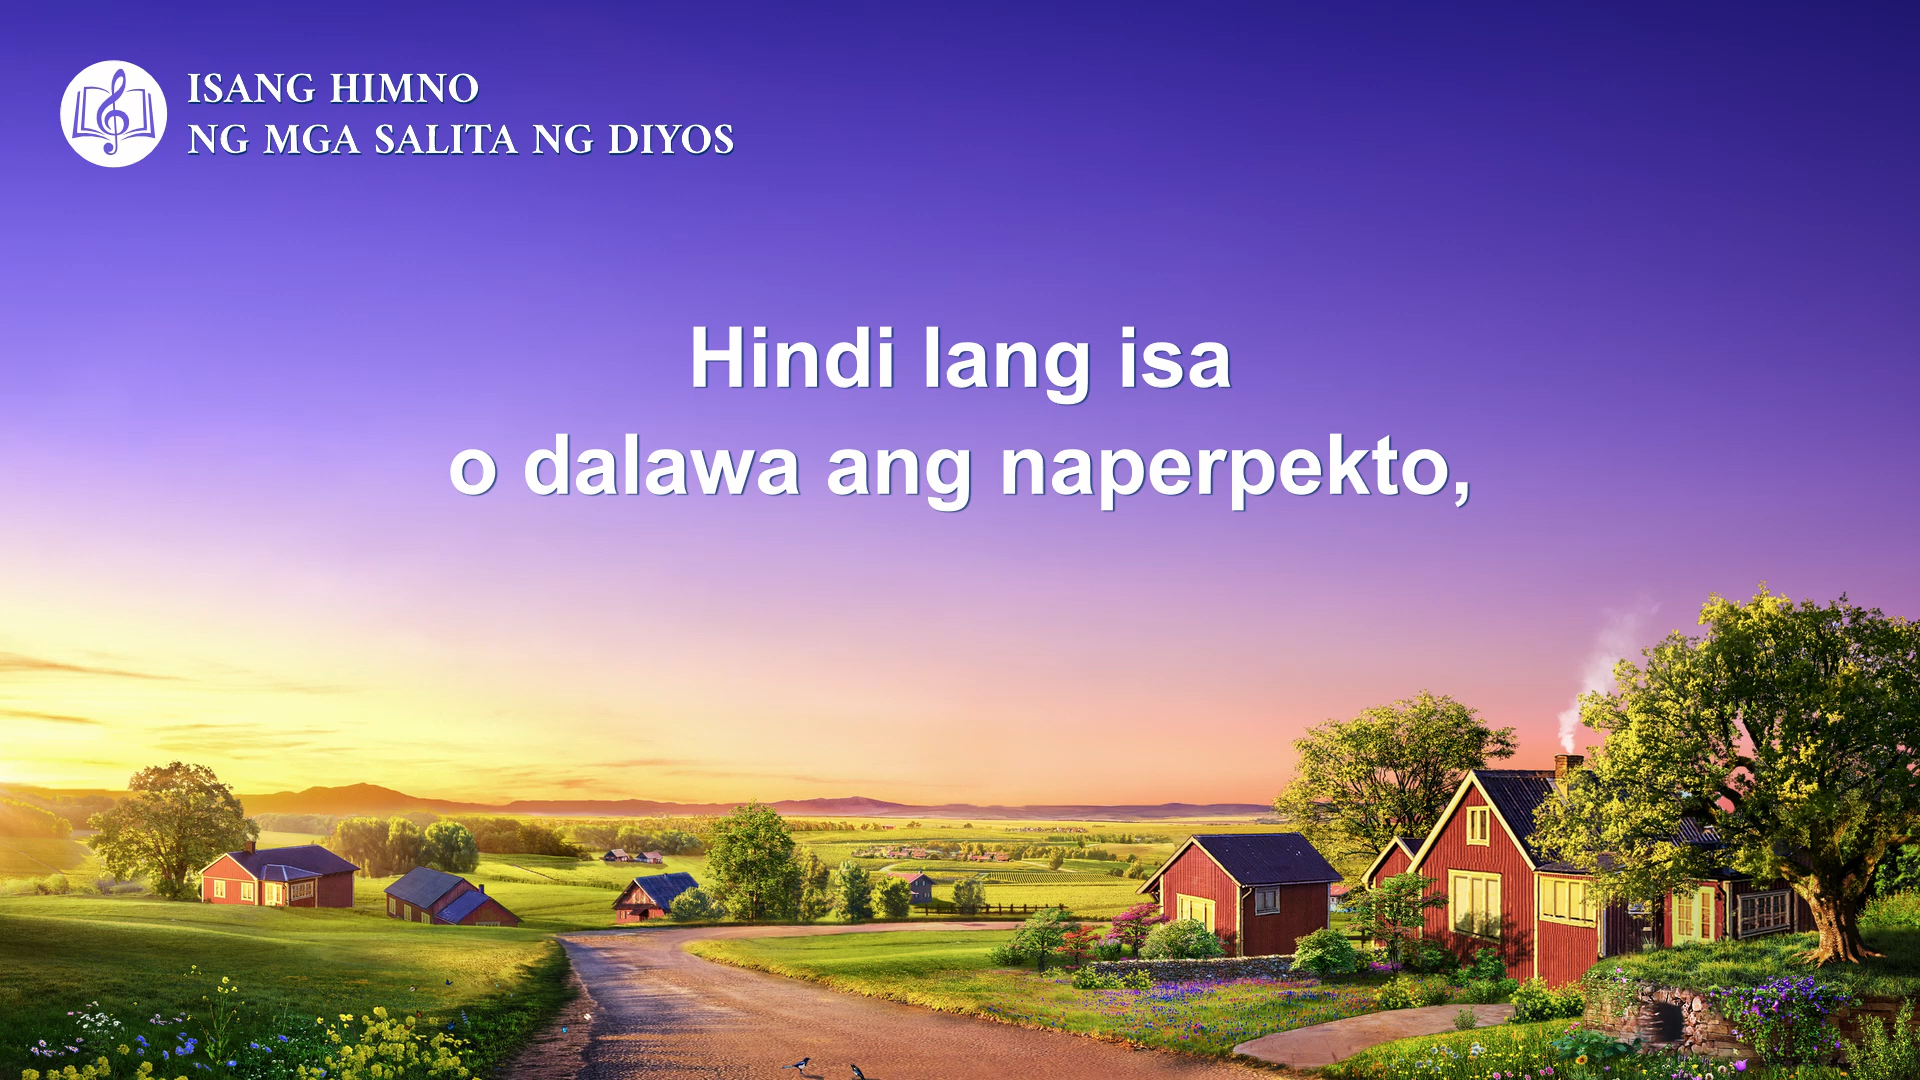 ISANG HIMNO
NG MGA SALITA NG DIYOS
Hindi lang isa
o dalawa ang naperpekto,